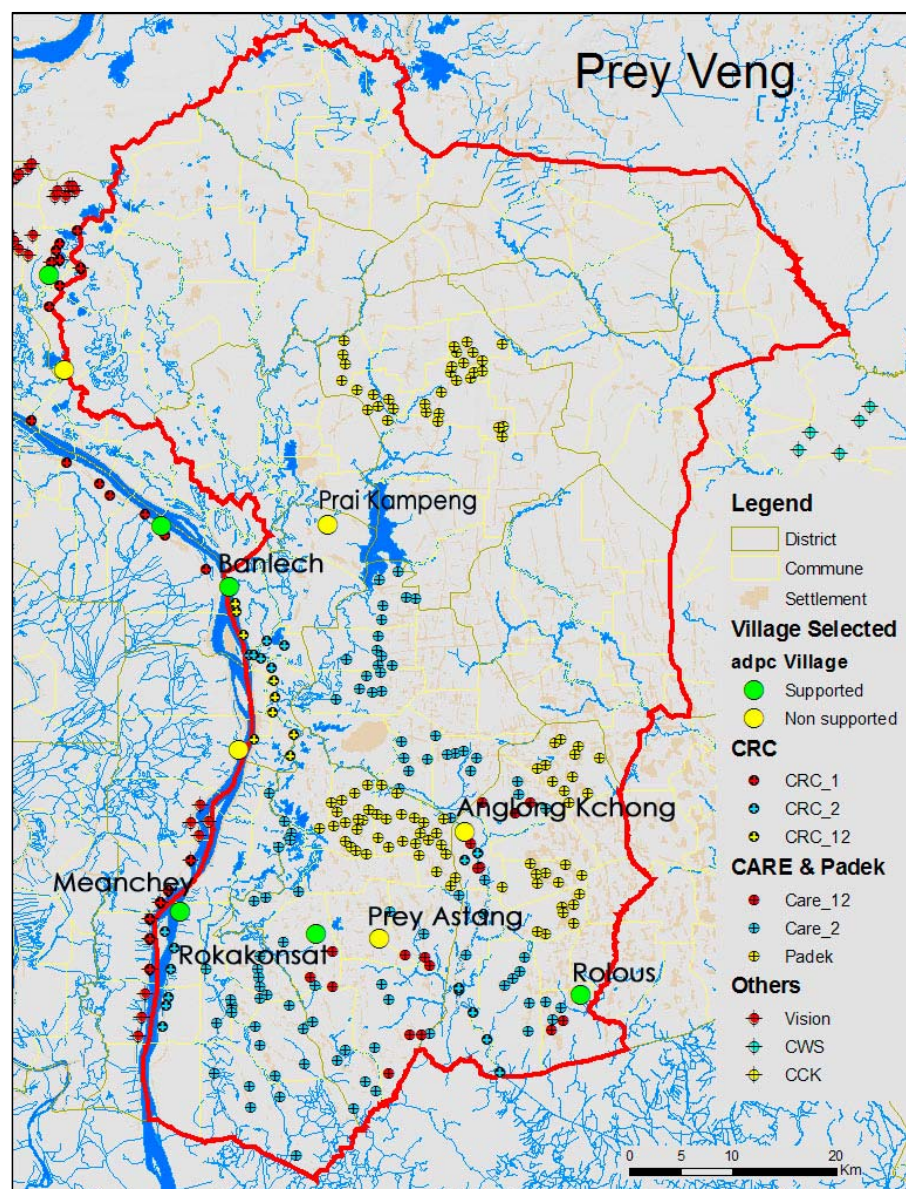 Prey Veng
Prai Kampeng
Banlech
Anglong Kchong
Meanchey
Prey Astang
Rokakonsat
Rolous
Legend
District
Commune
Settlement
Village Selected
adpc Village
Supported
Non supported
CRC
CRC_1
CRC_2
CRC_12
CARE & Padek
Care_12
Care_2
Padek
Others
Vision
CWS
CCK
0 5 10 20
Km